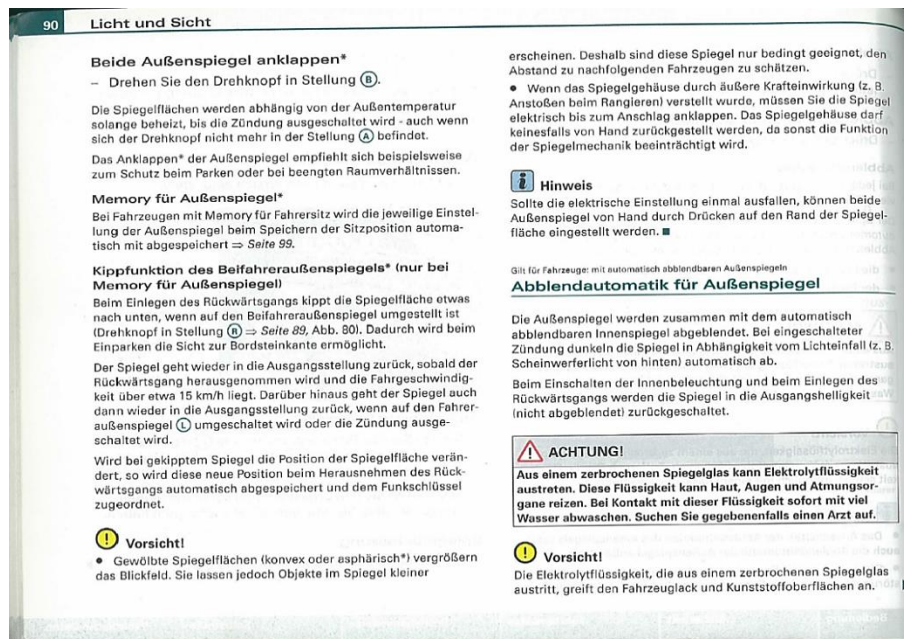 90 Licht und Sicht
Beide Außenspiegel anklappen*
– Drehen Sie den Drehknopf in Stellung Ⓑ.
Die Spiegelflächen werden abhängig von der Außentemperatur
solange beheizt, bis die Zündung ausgeschaltet wird - auch wenn
sich der Drehknopf nicht mehr in der Stellung Ⓐ befindet.
Das Anklappen* der Außenspiegel empfiehlt sich beispielsweise
zum Schutz beim Parken oder bei beengten Raumverhältnissen.
Memory für Außenspiegel*
Bei Fahrzeugen mit Memory für Fahrersitz wird die jeweilige Einstel-
lung der Außenspiegel beim Speichern der Sitzposition automa-
tisch mit abgespeichert ⇒ Seite 99.
Kippfunktion des Beifahreraußenspiegels* (nur bei
Memory für Außenspiegel)
Beim Einlegen des Rückwärtsgangs kippt die Spiegelfläche etwas
nach unten, wenn auf den Beifahreraußenspiegel umgestellt ist
(Drehknopf in Stellung Ⓡ ⇒ Seite 89, Abb. 80). Dadurch wird beim
Einparken die Sicht zur Bordsteinkante ermöglicht.
Der Spiegel geht wieder in die Ausgangsstellung zurück, sobald der
Rückwärtsgang herausgenommen wird und die Fahrgeschwindig-
keit über etwa 15 km/h liegt. Darüber hinaus geht der Spiegel auch
dann wieder in die Ausgangsstellung zurück, wenn auf den Fahrer-
außenspiegel Ⓛ umgeschaltet wird oder die Zündung ausge-
schaltet wird.
Wird bei gekipptem Spiegel die Position der Spiegelfläche verän-
dert, so wird diese neue Position beim Herausnehmen des Rück-
wärtsgangs automatisch abgespeichert und dem Funkschlüssel
zugeordnet.
Vorsicht!
• Gewölbte Spiegelflächen (konvex oder asphärisch*) vergrößern
das Blickfeld. Sie lassen jedoch Objekte im Spiegel kleiner
erscheinen. Deshalb sind diese Spiegel nur bedingt geeignet, den
Abstand zu nachfolgenden Fahrzeugen zu schätzen.
• Wenn das Spiegelgehäuse durch äußere Krafteinwirkung (z. B.
Anstoßen beim Rangieren) verstellt wurde, müssen Sie die Spiegel
elektrisch bis zum Anschlag anklappen. Das Spiegelgehäuse darf
keinesfalls von Hand zurückgestellt werden, da sonst die Funktion
der Spiegelmechanik beeinträchtigt wird.
i Hinweis
Sollte die elektrische Einstellung einmal ausfallen, können beide
Außenspiegel von Hand durch Drücken auf den Rand der Spiegel-
fläche eingestellt werden. ■
Gilt für Fahrzeuge: mit automatisch abblendbaren Außenspiegeln
Abblendautomatik für Außenspiegel
Die Außenspiegel werden zusammen mit dem automatisch
abblendbaren Innenspiegel abgeblendet. Bei eingeschalteter
Zündung dunkeln die Spiegel in Abhängigkeit vom Lichteinfall (z. B.
Scheinwerferlicht von hinten) automatisch ab.
Beim Einschalten der Innenbeleuchtung und beim Einlegen des
Rückwärtsgangs werden die Spiegel in die Ausgangshelligkeit
(nicht abgeblendet) zurückgeschaltet.
ACHTUNG!
Aus einem zerbrochenen Spiegelglas kann Elektrolytflüssigkeit
austreten. Diese Flüssigkeit kann Haut, Augen und Atmungsor-
gane reizen. Bei Kontakt mit dieser Flüssigkeit sofort mit viel
Wasser abwaschen. Suchen Sie gegebenenfalls einen Arzt auf.
Vorsicht!
Die Elektrolytflüssigkeit, die aus einem zerbrochenen Spiegelglas
austritt, greift den Fahrzeuglack und Kunststoffoberflächen an.